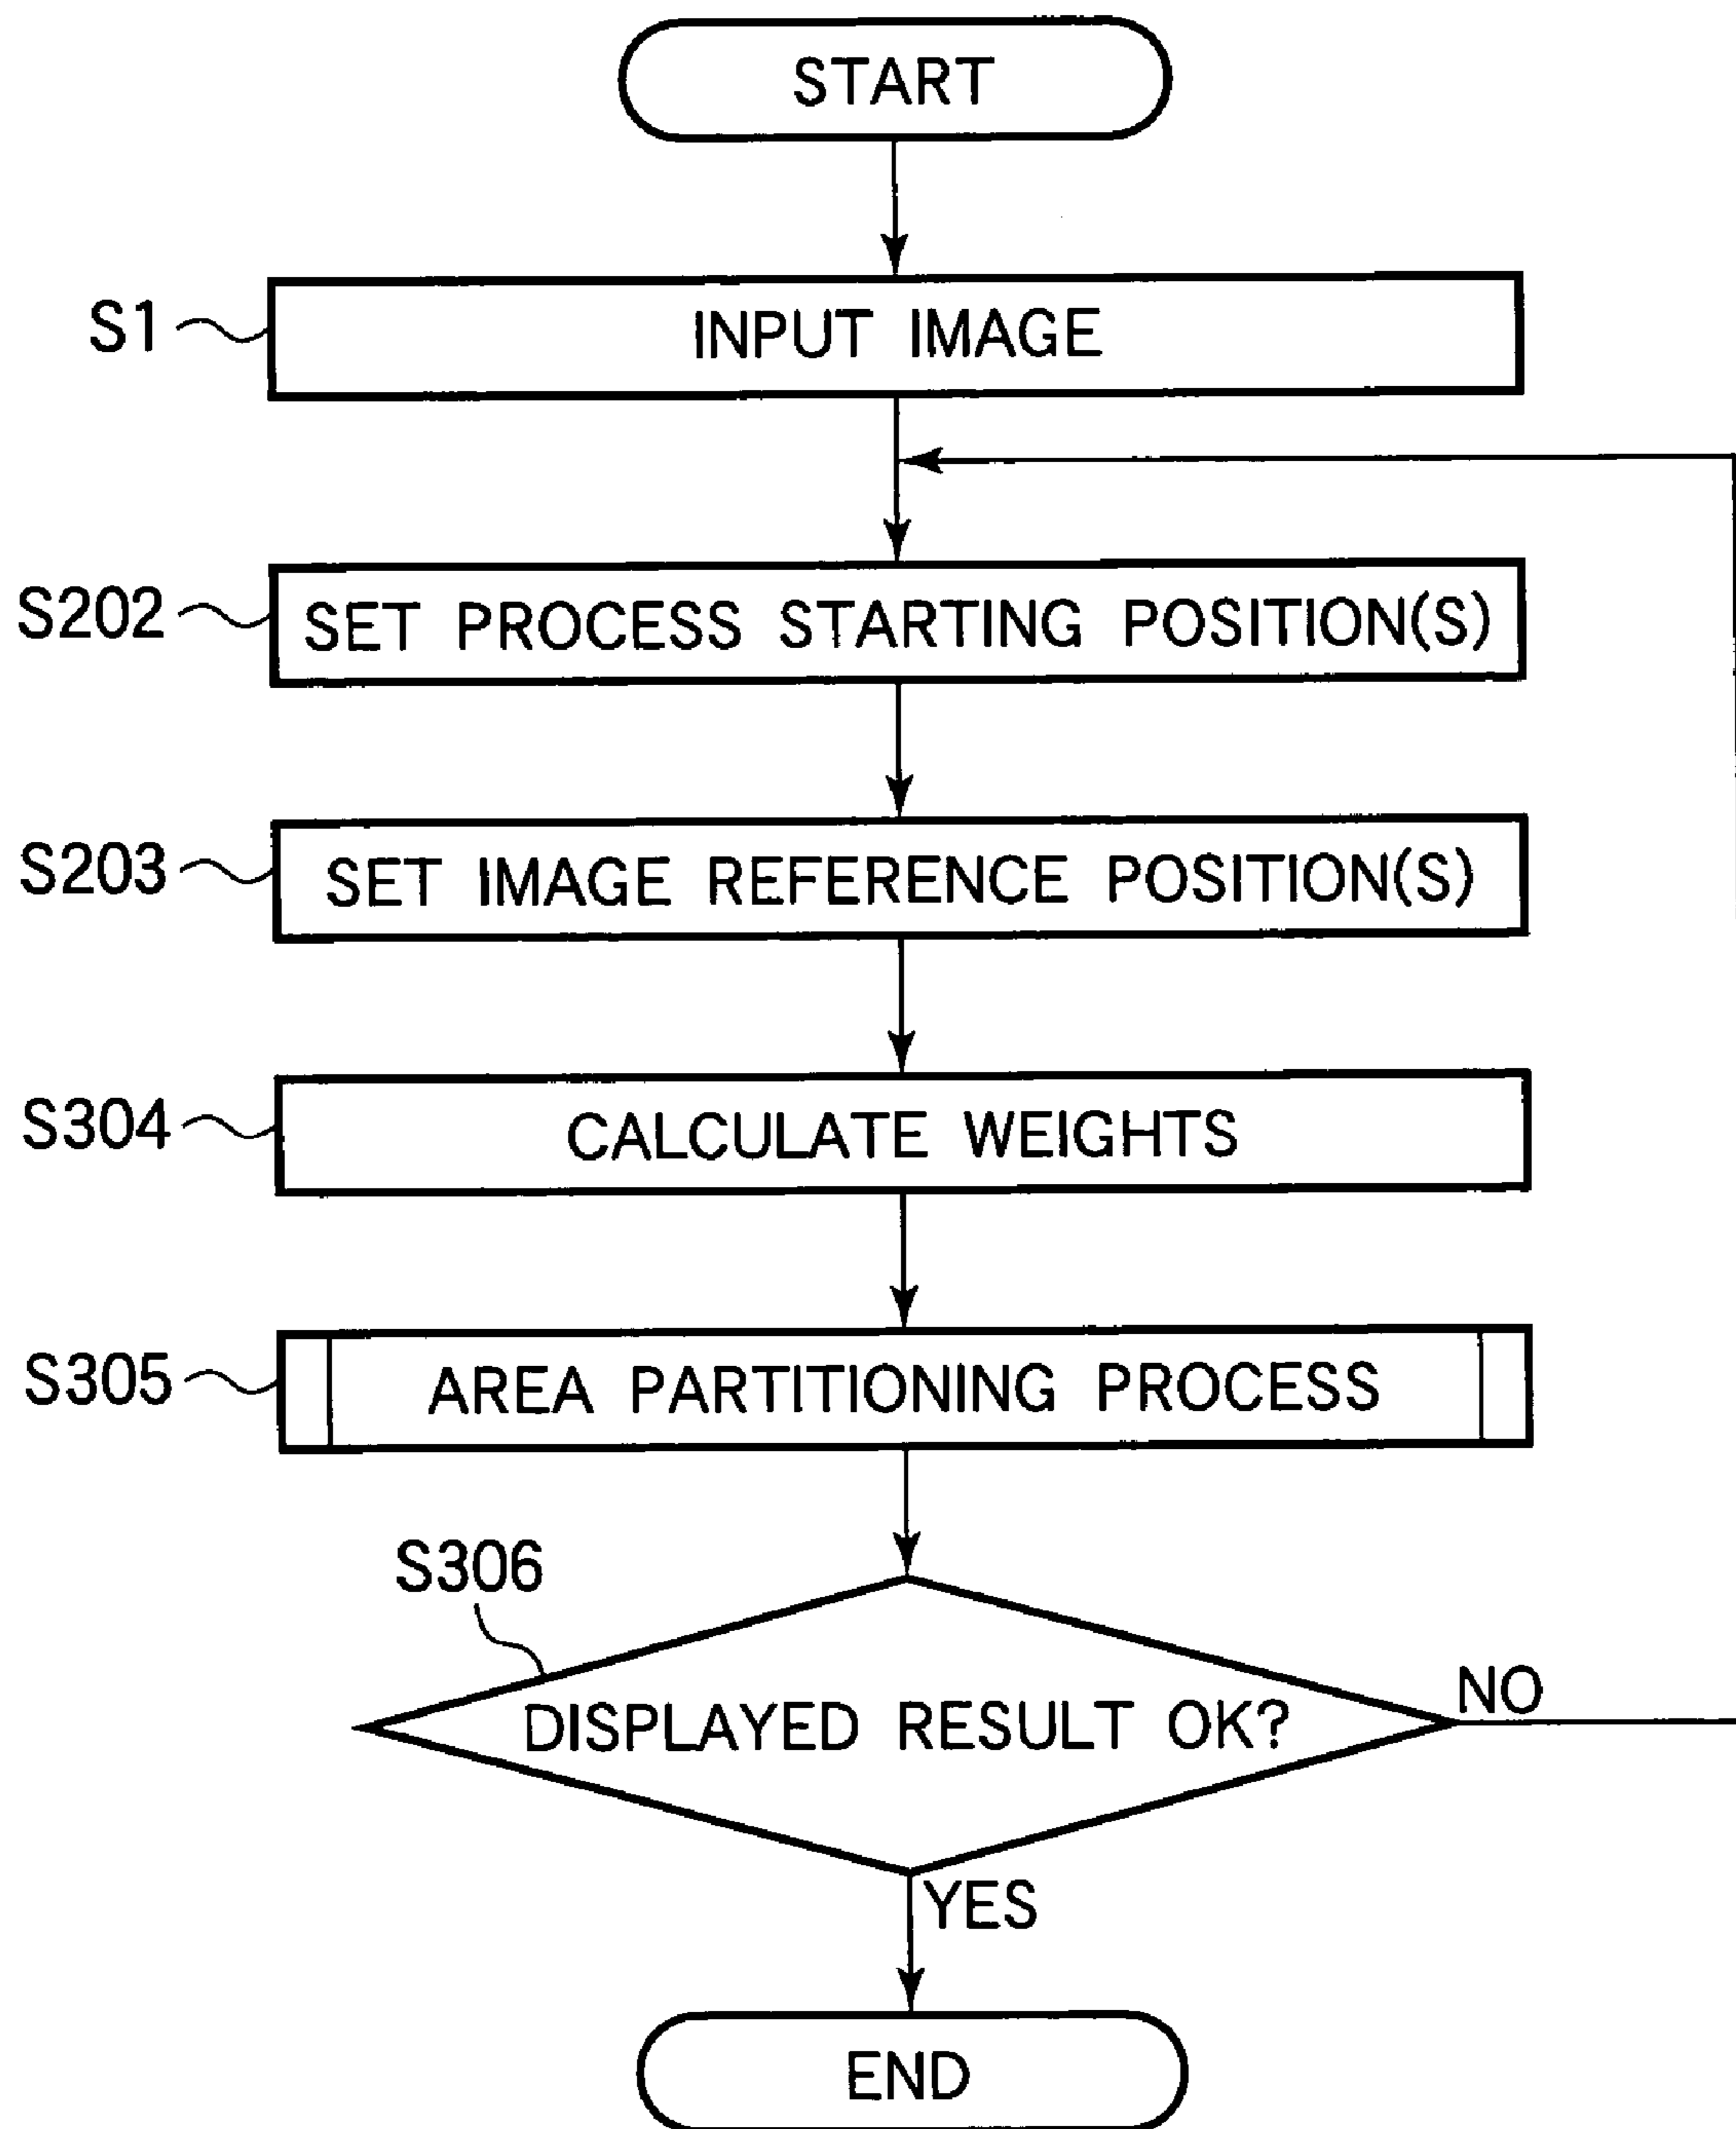 START
S1
INPUT IMAGE
S202
SET PROCESS STARTING POSITION(S)
S203
SET IMAGE REFERENCE POSITION(S)
S304
CALCULATE WEIGHTS
S305
AREA PARTITIONING PROCESS
S306
DISPLAYED RESULT OK?
NO
YES
END